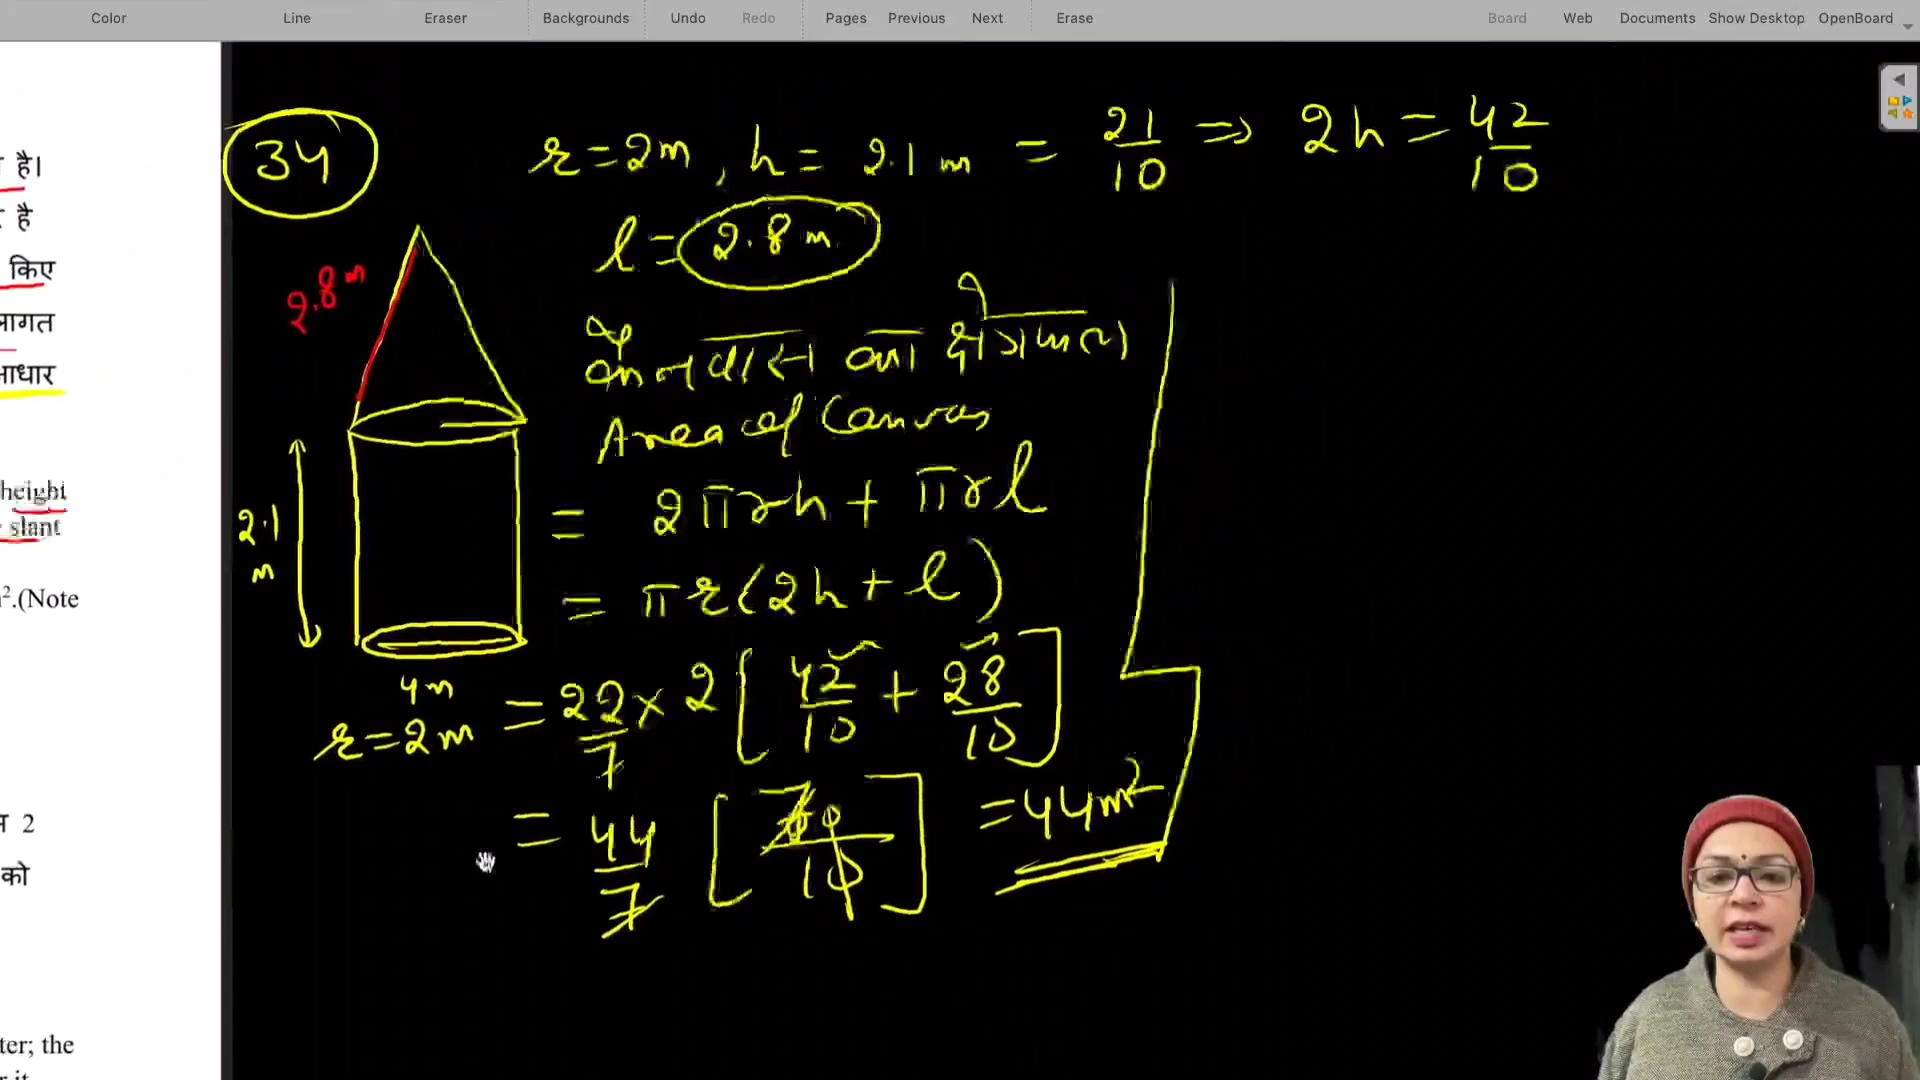 Color Line Eraser Backgrounds Undo Redo Pages Previous Next Erase Board Web Documents Show Desktop OpenBoard
है।
है
किए
लागत
आधार
height
slant
².(Note
2
को
ter; the
34
r = 2m, h = 2.1 m = 21/10 ⇒ 2h = 42/10
l = 2.8 m
2.8 m
का क्षेत्रफल
Area of Canvas
= 2πrh + πrl
2.1 m
= πr(2h + l)
4m
r = 2m
= 22/7 × 2 [42/10 + 28/10]
= 44/7 [70/10] = 44m²